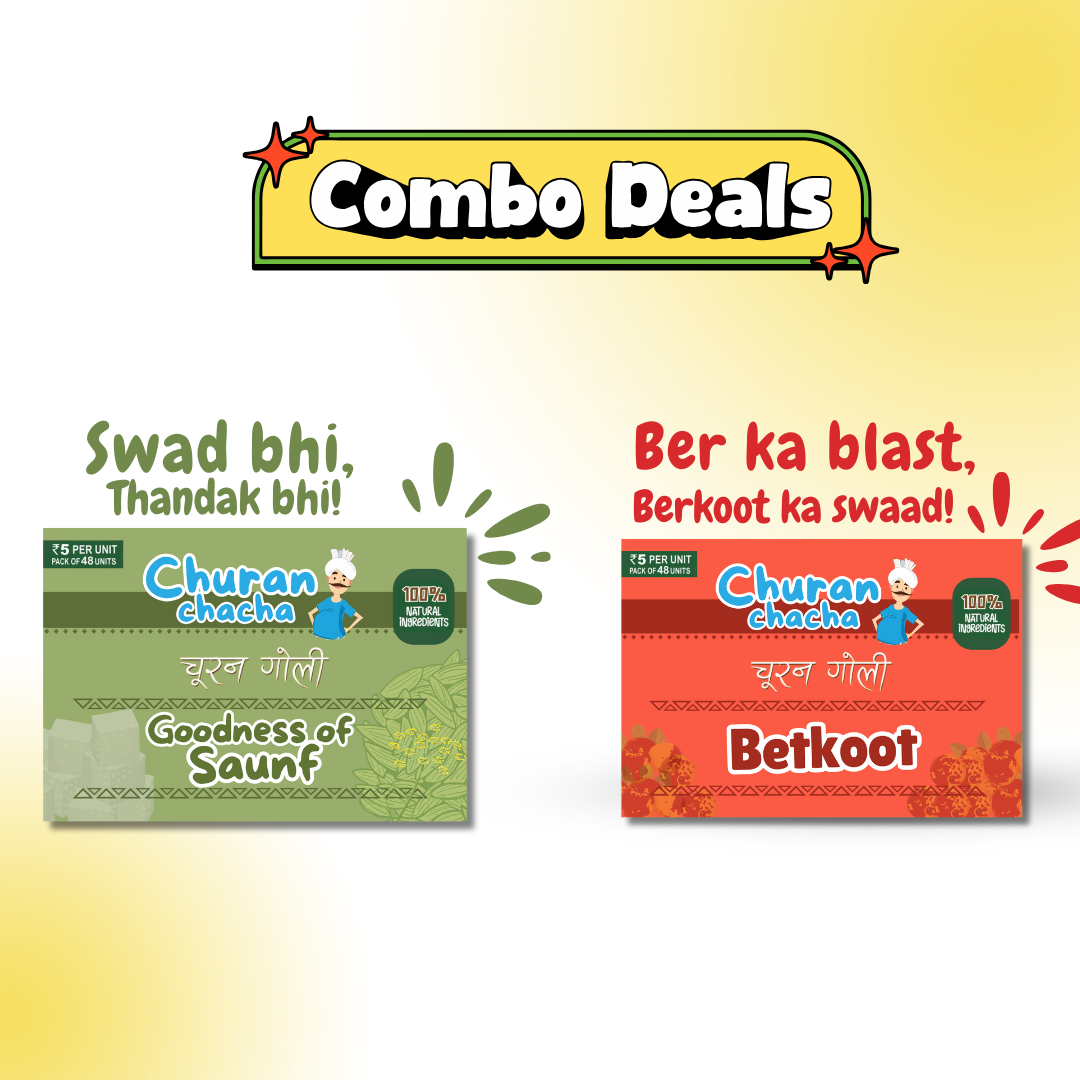 Combo Deals
Swad bhi,
Thandak bhi!
₹5 PER UNIT
PACK OF 48 UNITS
Churan
chacha
100%
NATURAL
INGREDIENTS
चूरन गोली
Goodness of
Saunf
Ber ka blast,
Berkoot ka swaad!
₹5 PER UNIT
PACK OF 48 UNITS
Churan
chacha
100%
NATURAL
INGREDIENTS
चूरन गोली
Betkoot